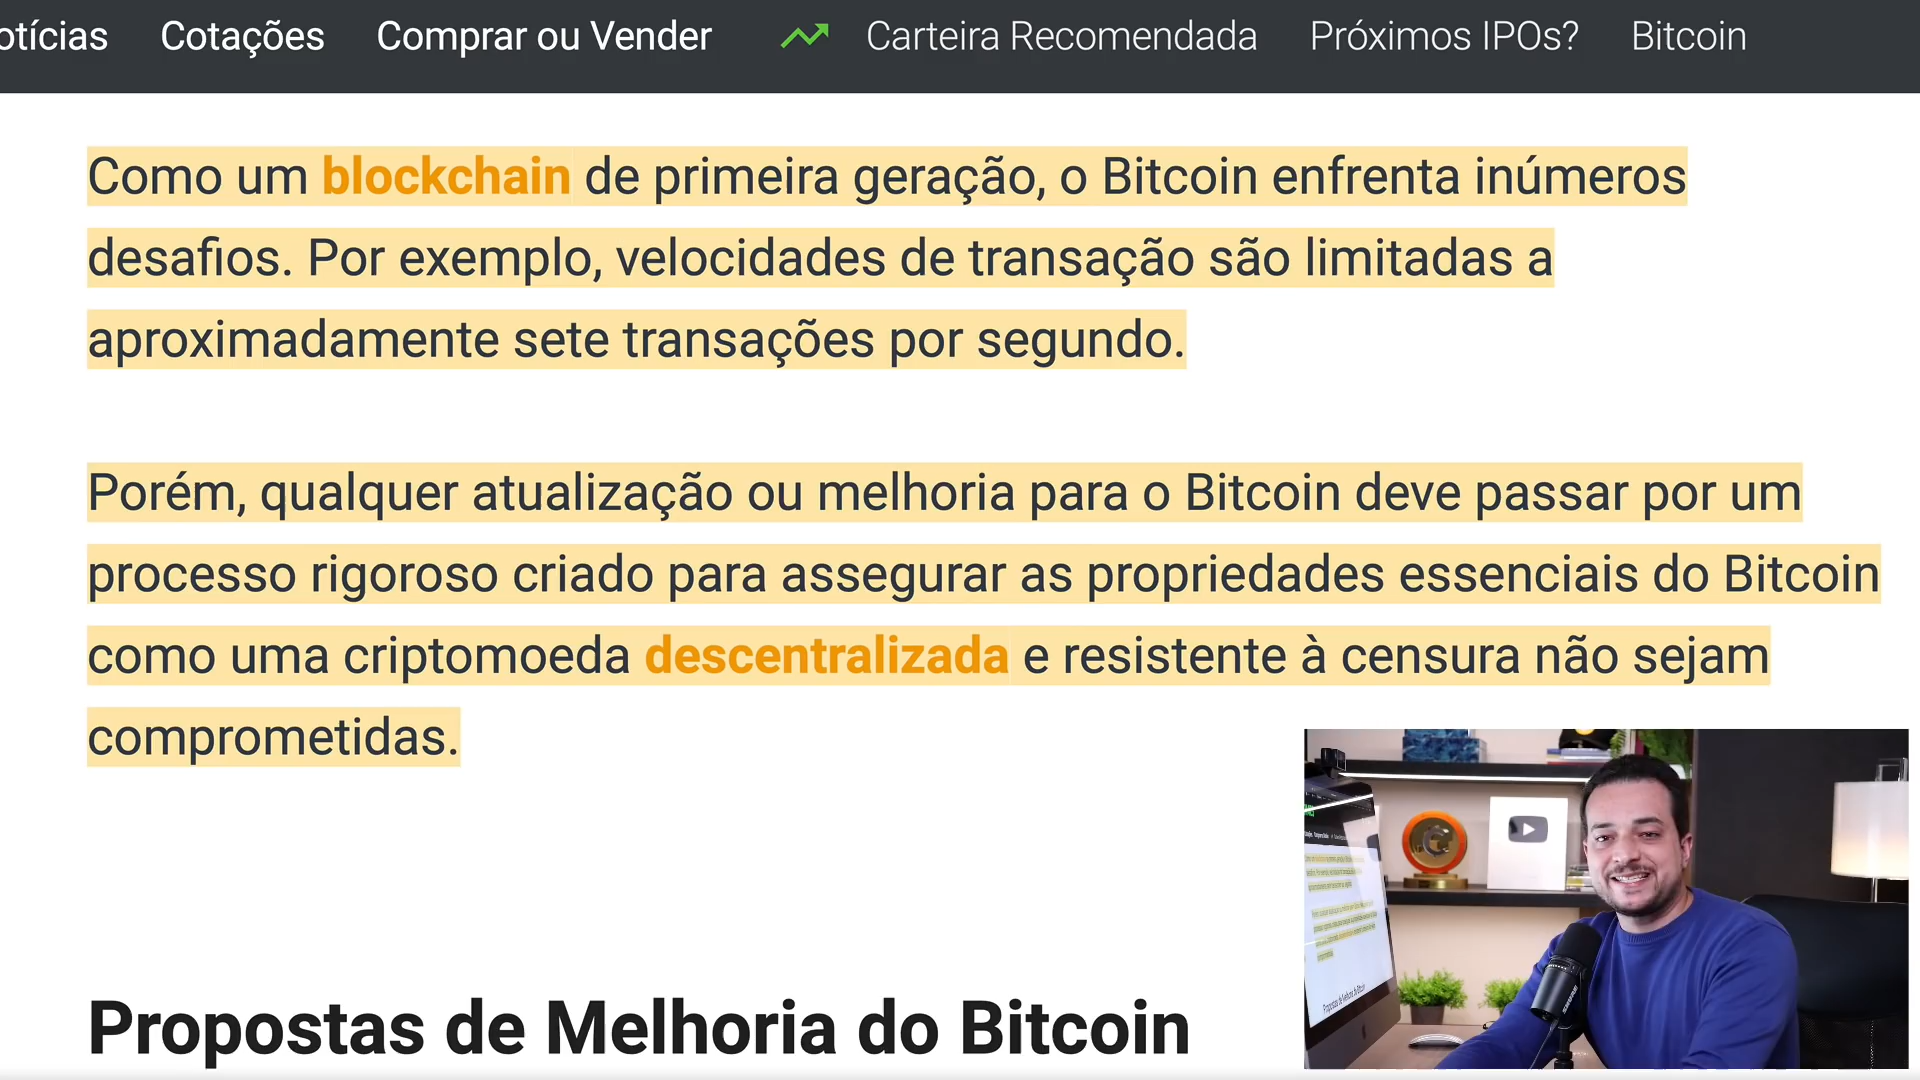 otícias Cotações Comprar ou Vender Carteira Recomendada Próximos IPOs? Bitcoin
Como um blockchain de primeira geração, o Bitcoin enfrenta inúmeros
desafios. Por exemplo, velocidades de transação são limitadas a
aproximadamente sete transações por segundo.
Porém, qualquer atualização ou melhoria para o Bitcoin deve passar por um
processo rigoroso criado para assegurar as propriedades essenciais do Bitcoin
como uma criptomoeda descentralizada e resistente à censura não sejam
comprometidas.
Propostas de Melhoria do Bitcoin